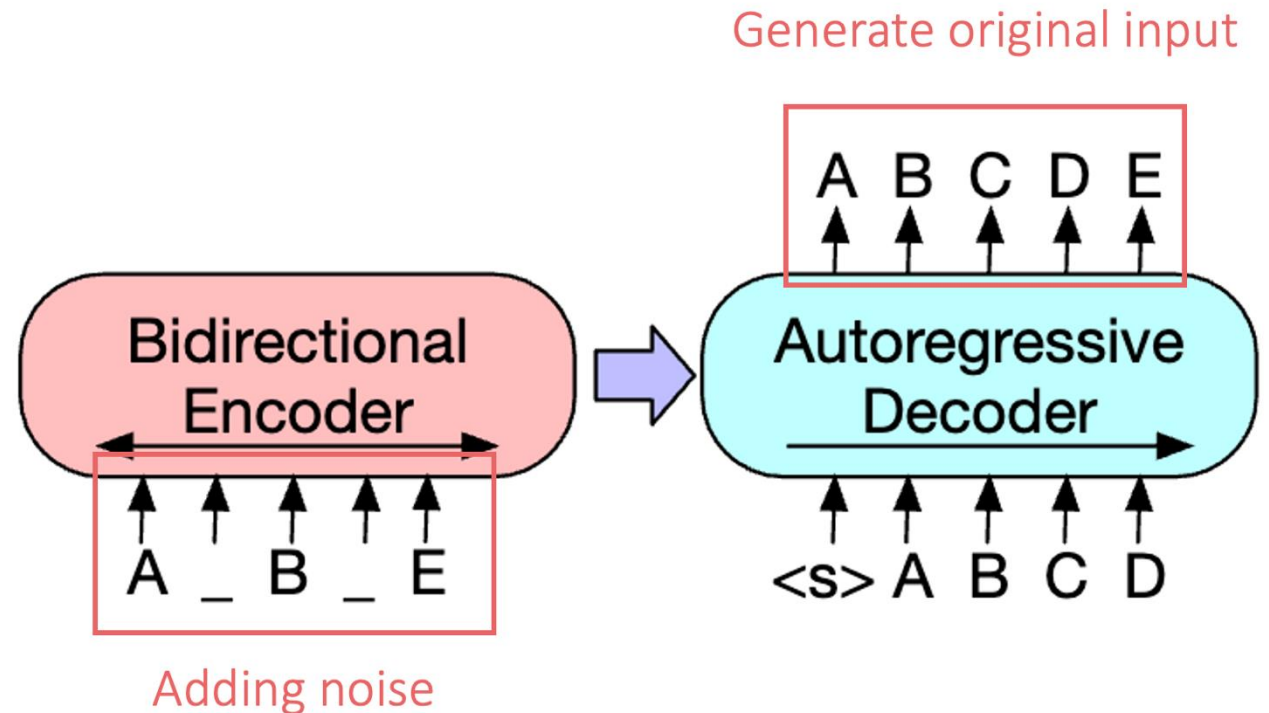 Generate original input
A B C D E
Bidirectional
Encoder
Autoregressive
Decoder
A _ B _ E
<s> A B C D
Adding noise